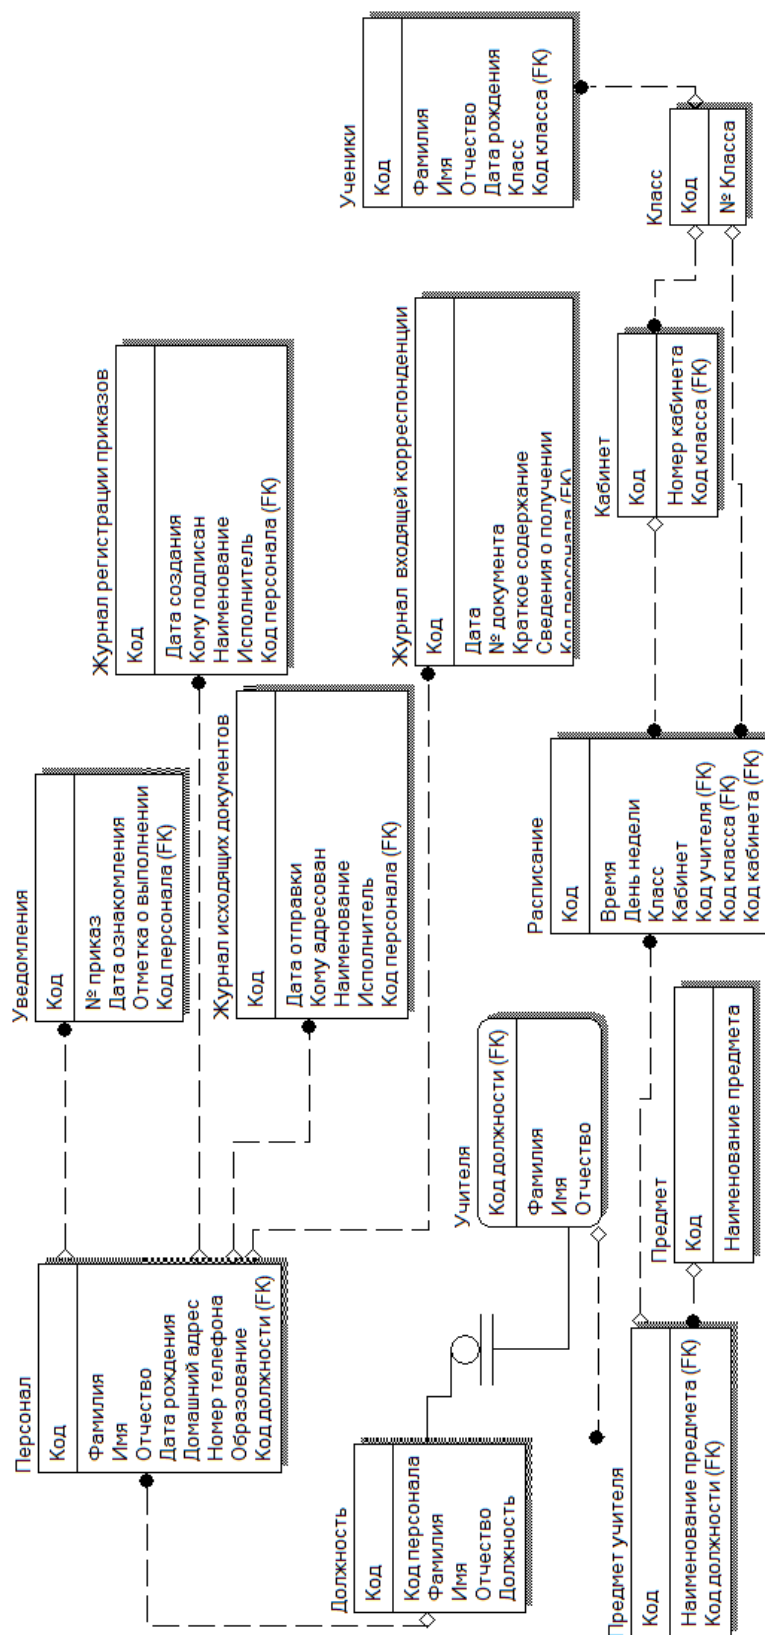 Персонал
Код
Фамилия
Имя
Отчество
Дата рождения
Домашний адрес
Номер телефона
Образование
Код должности (FK)
Уведомления
Код
№ приказ
Дата ознакомления
Отметка о выполнении
Код персонала (FK)
Журнал регистрации приказов
Код
Дата создания
Кому подписан
Наименование
Исполнитель
Код персонала (FK)
Журнал исходящих документов
Код
Дата отправки
Кому адресован
Наименование
Исполнитель
Код персонала (FK)
Журнал входящей корреспонденции
Код
Дата
№ документа
Краткое содержание
Сведения о получении
Код персонала (FK)
Ученики
Код
Фамилия
Имя
Отчество
Дата рождения
Класс
Код класса (FK)
Должность
Код
Код персонала
Фамилия
Имя
Отчество
Должность
Учителя
Код должности (FK)
Фамилия
Имя
Отчество
Кабинет
Код
Номер кабинета
Код класса (FK)
Класс
Код
№ Класса
Предмет учителя
Код
Наименование предмета (FK)
Код должности (FK)
Предмет
Код
Наименование предмета
Расписание
Код
Время
День недели
Класс
Кабинет
Код учителя (FK)
Код класса (FK)
Код кабинета (FK)